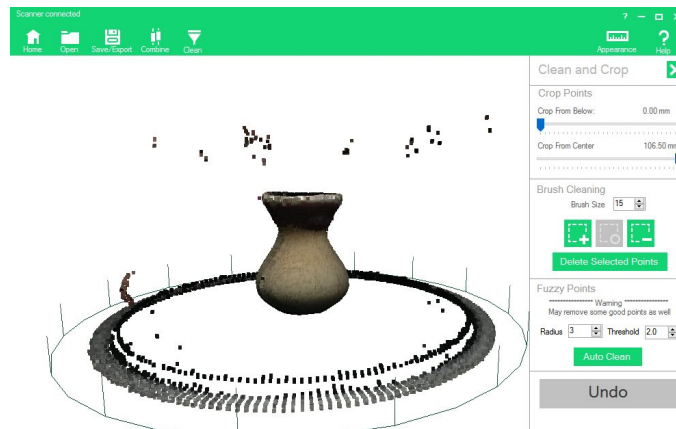 Scanner connected
?
Home
Open
Save/Export
Combine
Clean
Appearance
Help
Clean and Crop
Crop Points
Crop From Below: 0.00 mm
Crop From Center 106.50 mm
Brush Cleaning
Brush Size 15
Delete Selected Points
Fuzzy Points
Warning
May remove some good points as well
Radius 3 Threshold 2.0
Auto Clean
Undo